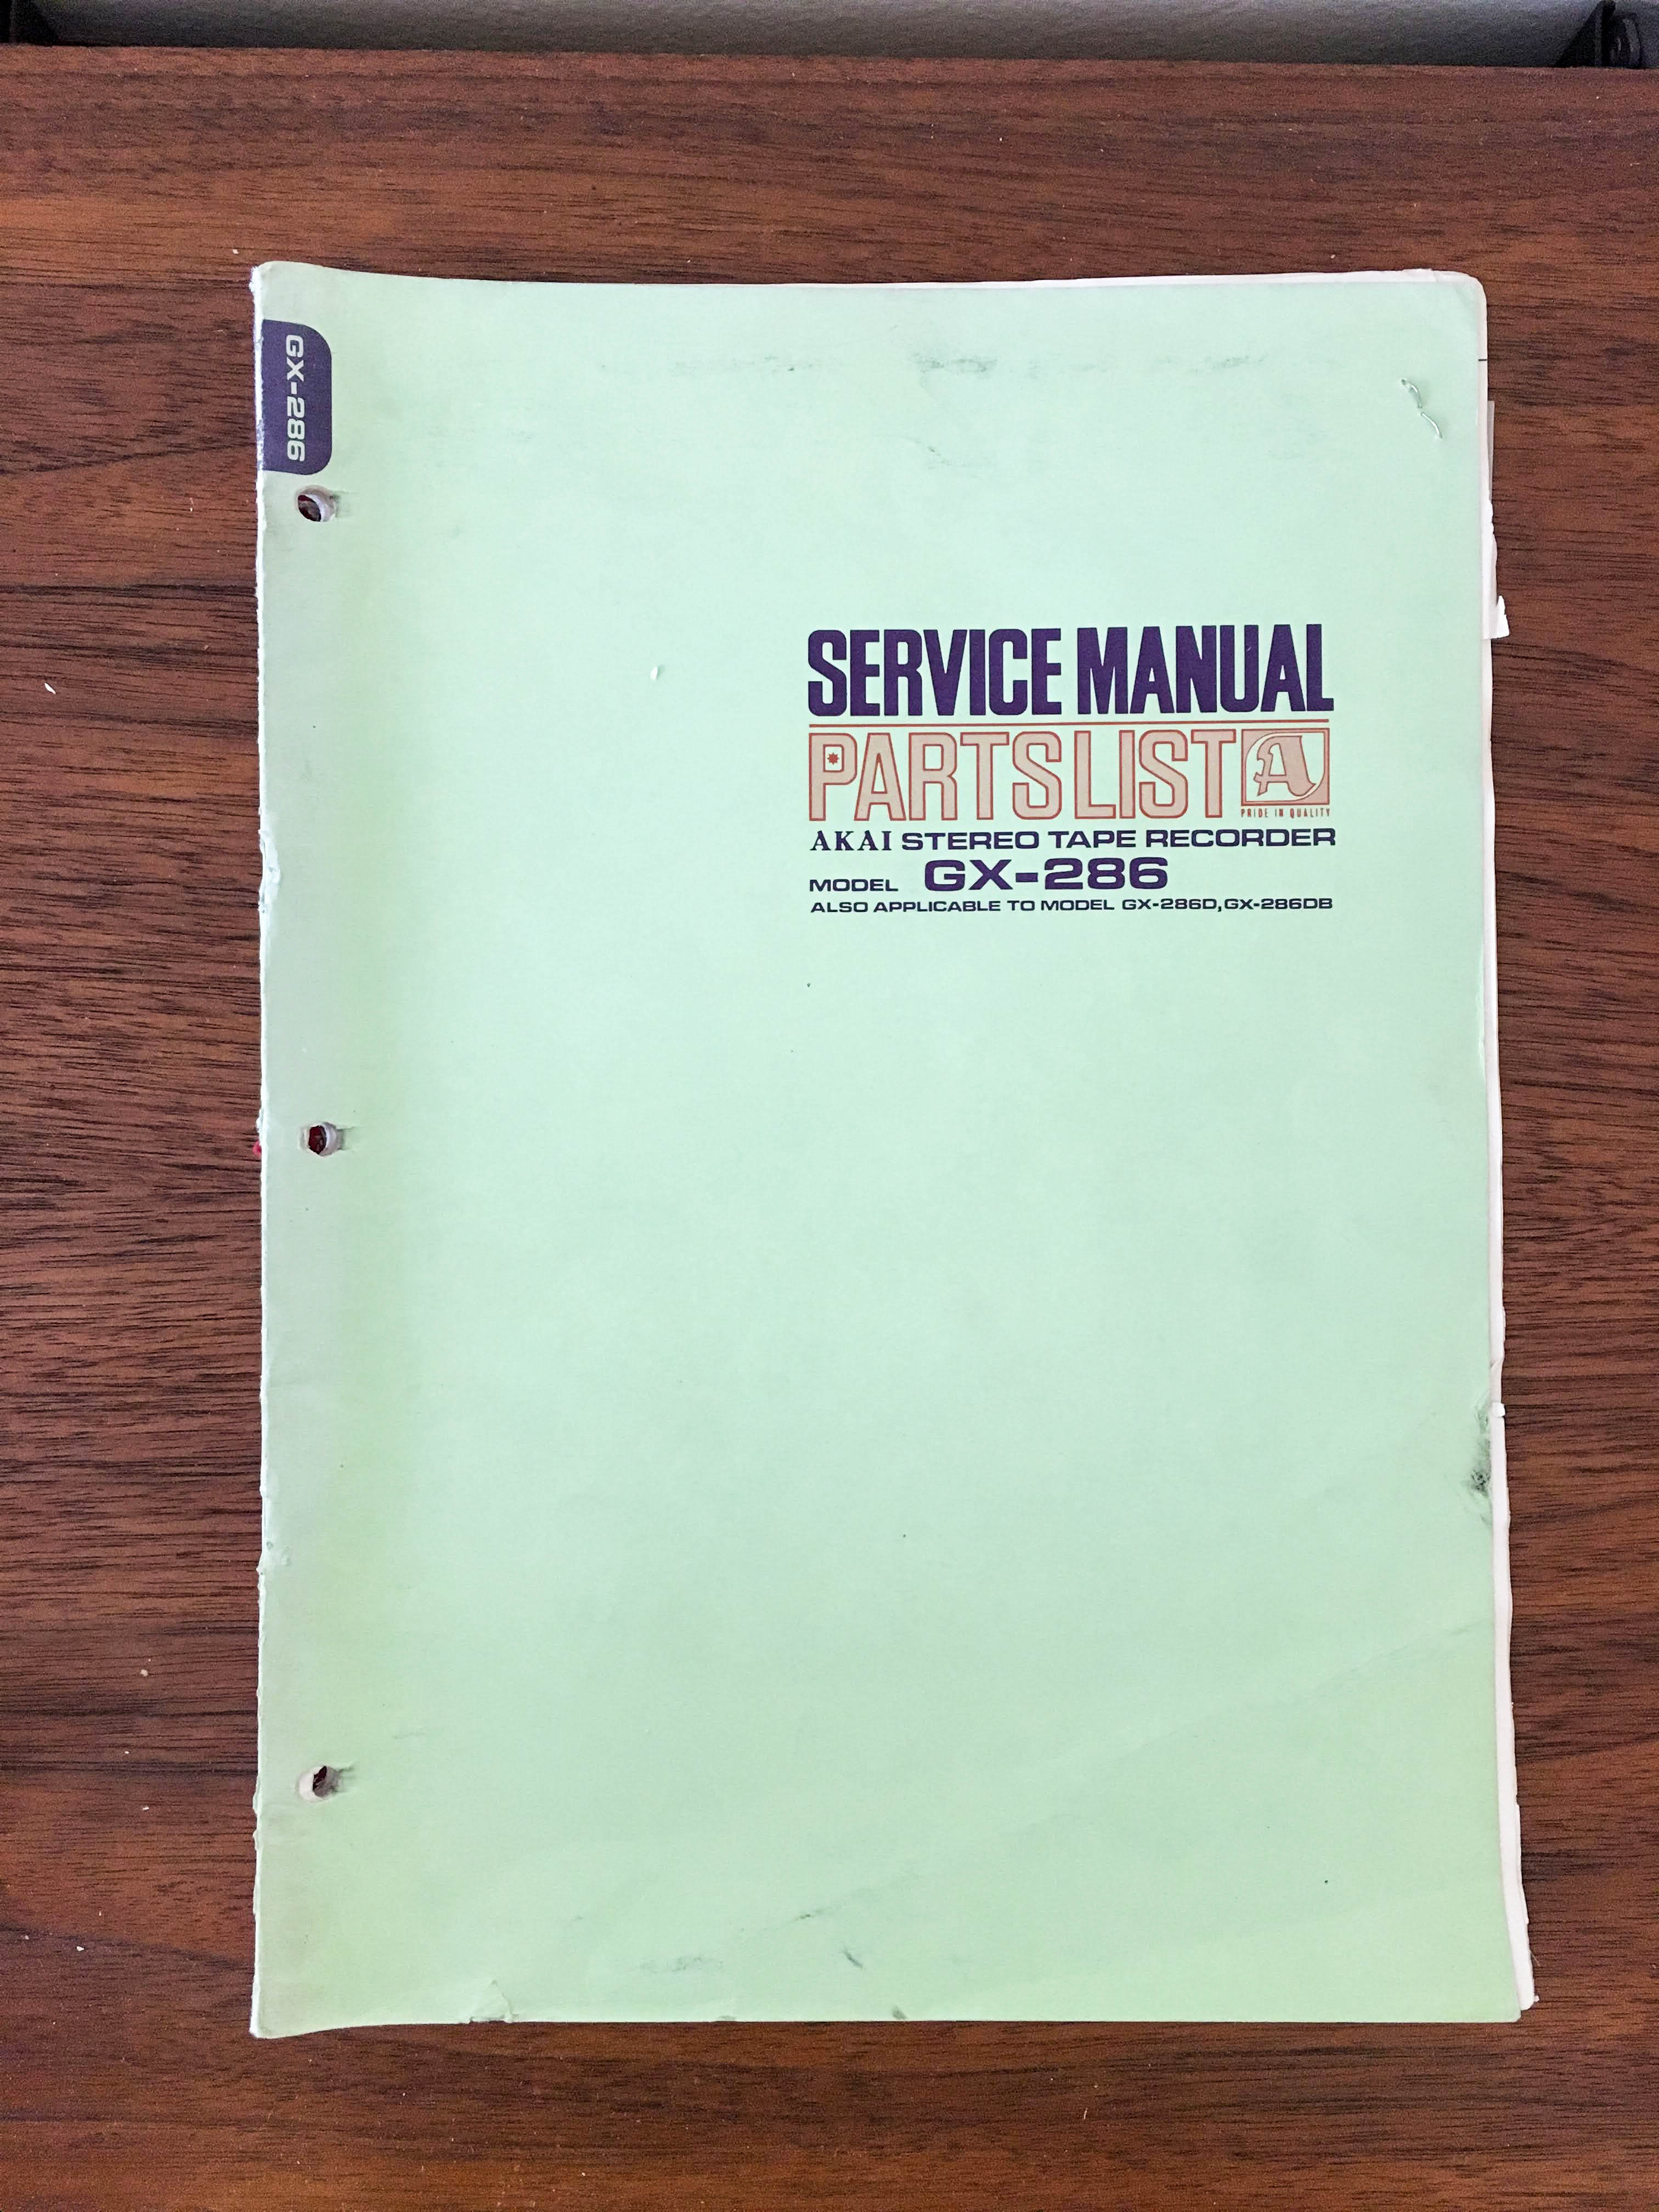 GX-286
SERVICE MANUAL
PARTS LIST
A
PRIDE IN QUALITY
AKAI STEREO TAPE RECORDER
MODEL GX-286
ALSO APPLICABLE TO MODEL GX-286D,GX-286DB